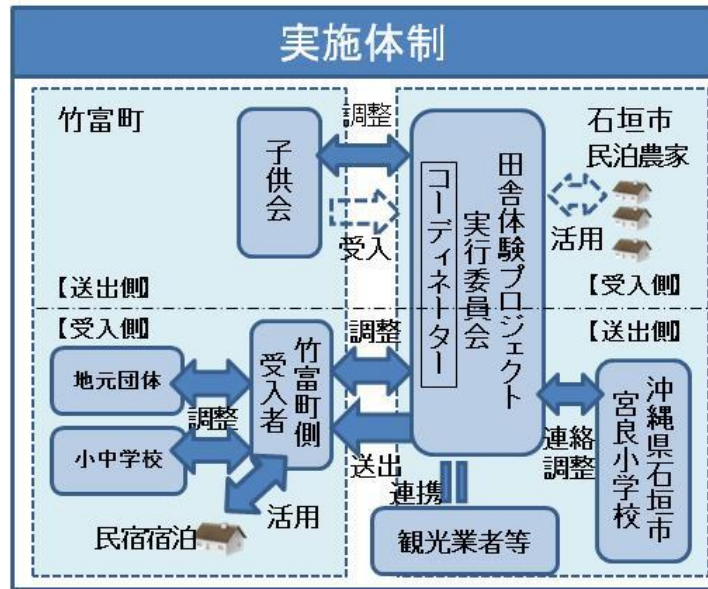 実施体制
竹富町
調整
石垣市
民泊農家
子供会
田舎体験プロジェクト
実行委員会
コーディネーター
受入
活用
【送出側】
【受入側】
【受入側】
【送出側】
地元団体
調整
小中学校
竹富町側
受入者
調整
送出
連携
連絡
調整
沖縄県石垣市
宮良小学校
民宿宿泊
活用
観光業者等